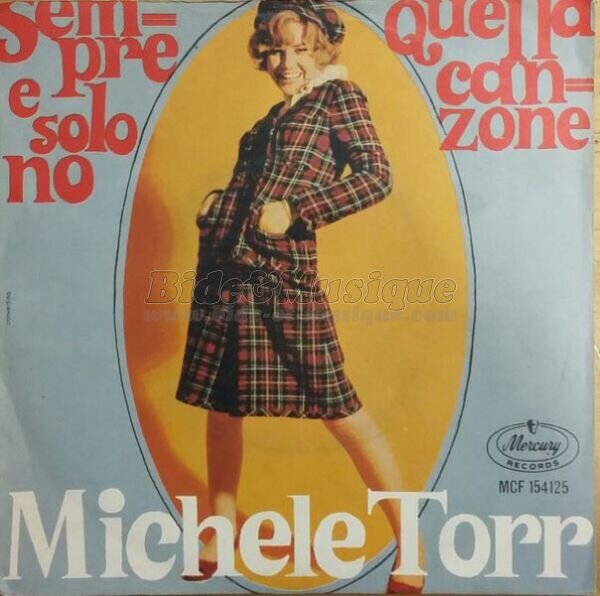 Sem=
pre
e solo
no
Quella
can=
zone
convertino
Bide&Musique
www.bide-et-musique.com
Mercury
RECORDS
MCF 154125
Michele Torr